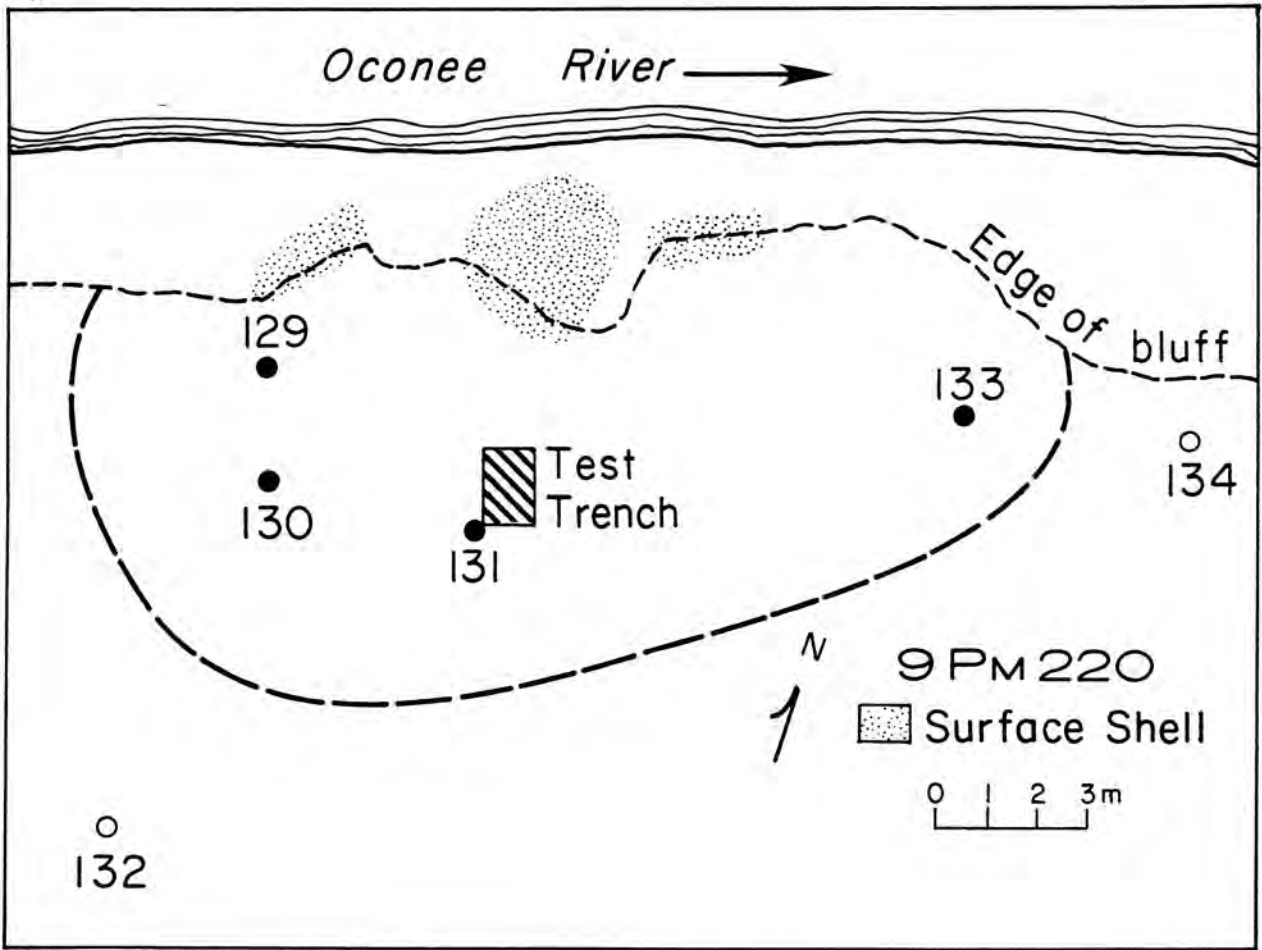 Oconee River
Edge of bluff
129
133
130
Test
Trench
134
131
N
9 PM 220
Surface Shell
0 1 2 3m
132